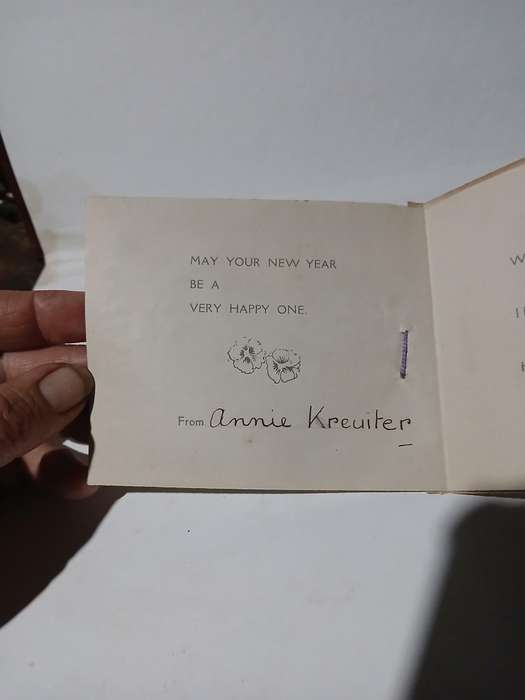 MAY YOUR NEW YEAR
BE A
VERY HAPPY ONE.
From Annie Kreuiter